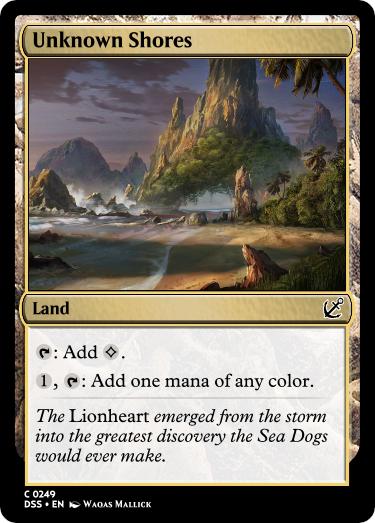 Unknown Shores
Land
: Add .
1, : Add one mana of any color.
The Lionheart emerged from the storm
into the greatest discovery the Sea Dogs
would ever make.
C 0249
DSS • EN Waqas Mallick